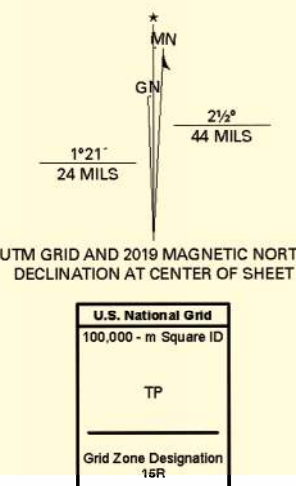 ★
MN
GN
2½°
44 MILS
1°21´
24 MILS
UTM GRID AND 2019 MAGNETIC NORT
DECLINATION AT CENTER OF SHEET
U.S. National Grid
100,000 - m Square ID
TP
Grid Zone Designation
15R